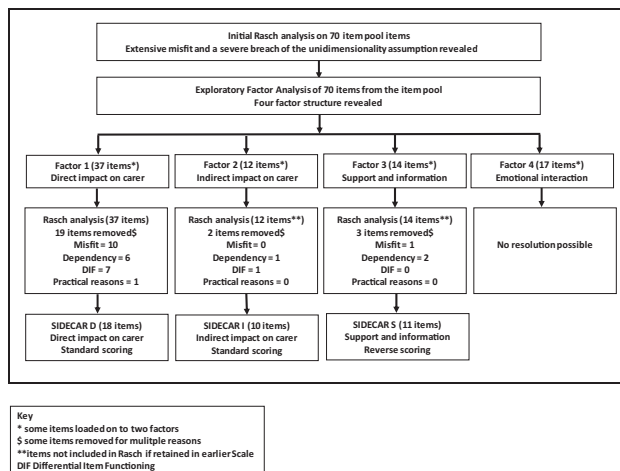 Initial Rasch analysis on 70 item pool items
Extensive misfit and a severe breach of the unidimensionality assumption revealed
Exploratory Factor Analysis of 70 items from the item pool
Four factor structure revealed
Factor 1 (37 items*)
Direct impact on carer
Factor 2 (12 items*)
Indirect impact on carer
Factor 3 (14 items*)
Support and information
Factor 4 (17 items*)
Emotional interaction
Rasch analysis (37 items)
19 items removed$
Misfit = 10
Dependency = 6
DIF = 7
Practical reasons = 1
Rasch analysis (12 items**)
2 items removed$
Misfit = 0
Dependency = 1
DIF = 1
Practical reasons = 0
Rasch analysis (14 items**)
3 items removed$
Misfit = 1
Dependency = 2
DIF = 0
Practical reasons = 0
No resolution possible
SIDECAR D (18 items)
Direct impact on carer
Standard scoring
SIDECAR I (10 items)
Indirect impact on carer
Standard scoring
SIDECAR S (11 items)
Support and information
Reverse scoring
Key
* some items loaded on to two factors
$ some items removed for mulitple reasons
**items not included in Rasch if retained in earlier Scale
DIF Differential Item Functioning